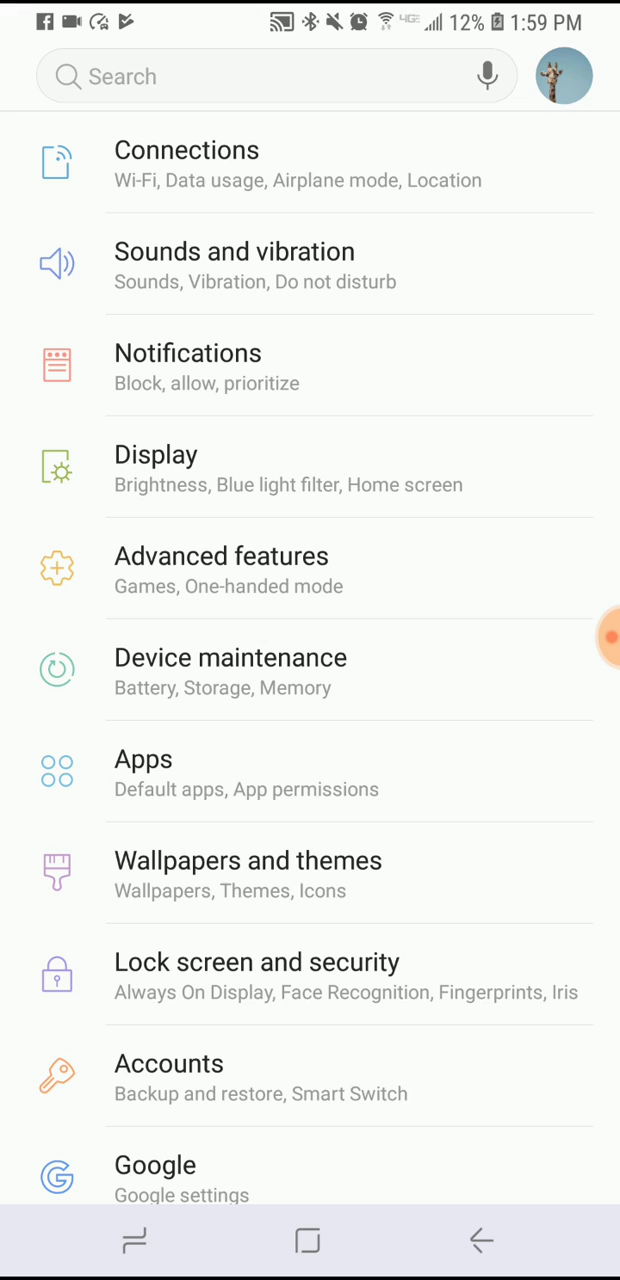 4G 12% 1:59 PM
Search
Connections
Wi-Fi, Data usage, Airplane mode, Location
Sounds and vibration
Sounds, Vibration, Do not disturb
Notifications
Block, allow, prioritize
Display
Brightness, Blue light filter, Home screen
Advanced features
Games, One-handed mode
Device maintenance
Battery, Storage, Memory
Apps
Default apps, App permissions
Wallpapers and themes
Wallpapers, Themes, Icons
Lock screen and security
Always On Display, Face Recognition, Fingerprints, Iris
Accounts
Backup and restore, Smart Switch
Google
Google settings